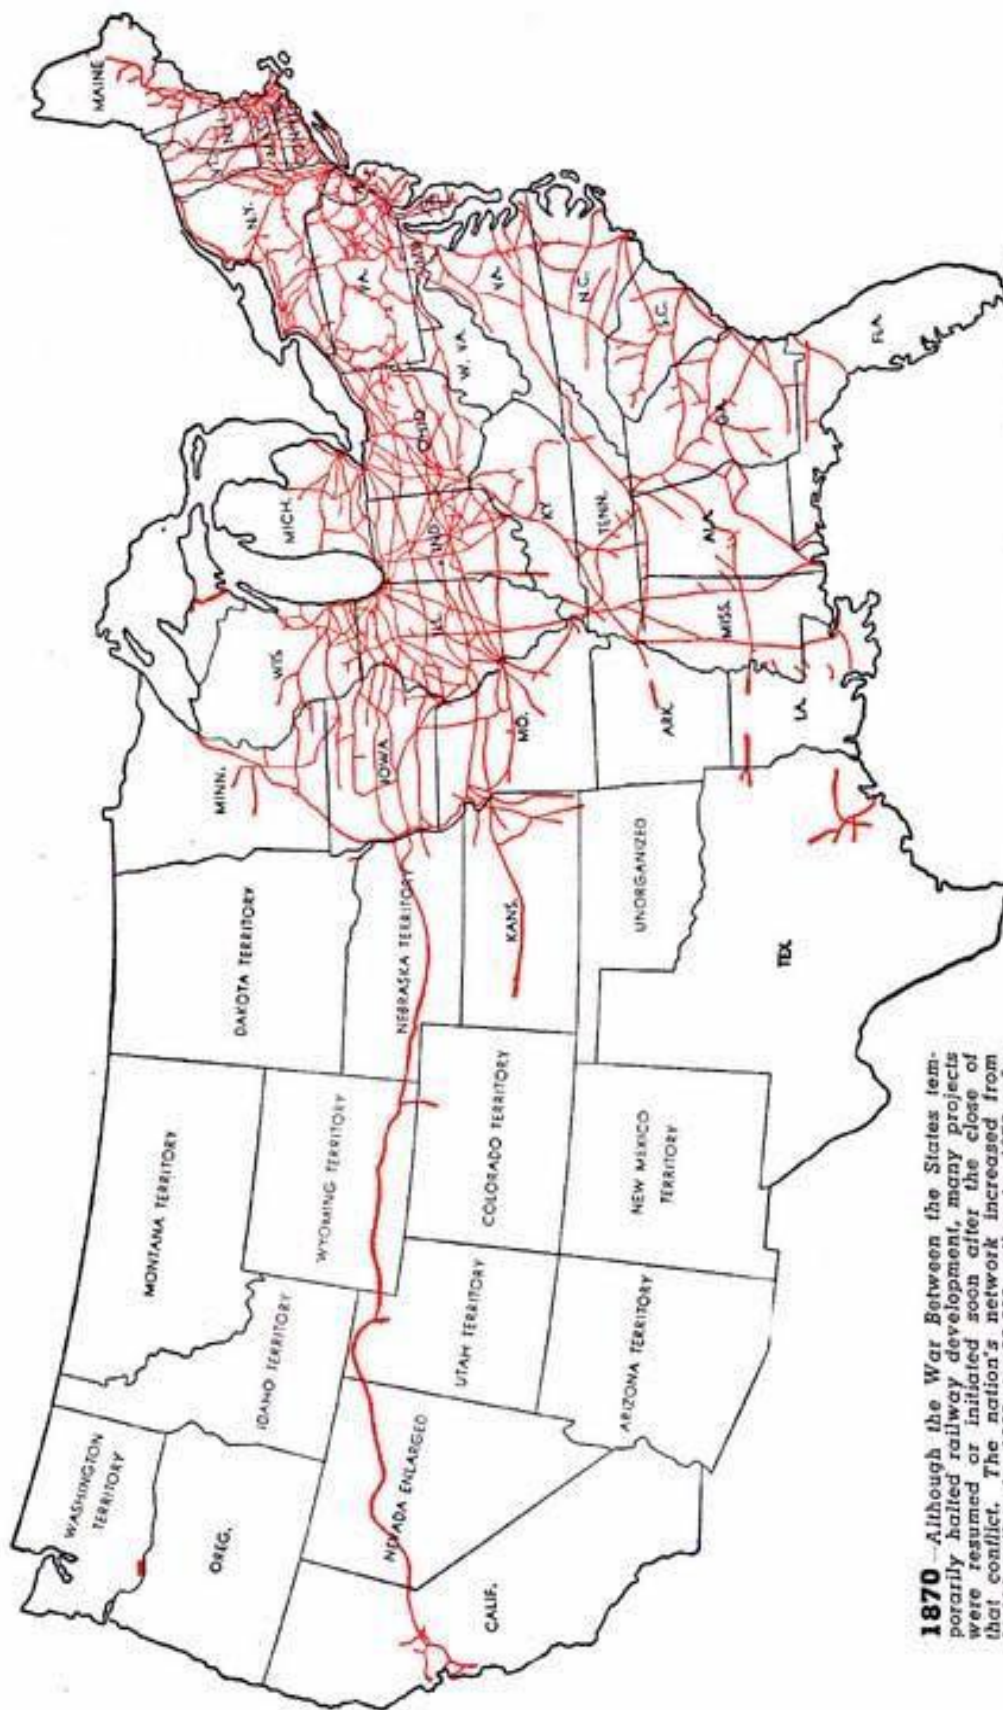 WASHINGTON
TERRITORY
OREG.
CALIF.
NEVADA ENLARGED
IDAHO TERRITORY
MONTANA TERRITORY
WYOMING TERRITORY
UTAH TERRITORY
ARIZONA TERRITORY
COLORADO TERRITORY
NEW MEXICO
TERRITORY
DAKOTA TERRITORY
NEBRASKA TERRITORY
KANS.
UNORGANIZED
TEX.
MINN.
IOWA
MO.
ARK.
LA.
WIS.
ILL.
MICH.
IND.
OHIO
KY.
TENN.
MISS.
ALA.
GA.
FLA.
S.C.
N.C.
VA.
W. VA.
PA.
N.Y.
MAINE
1870—Although the War Between the States tem-
porarily halted railway development, many projects
were resumed or initiated soon after the close of
that conflict. The nation's network increased from